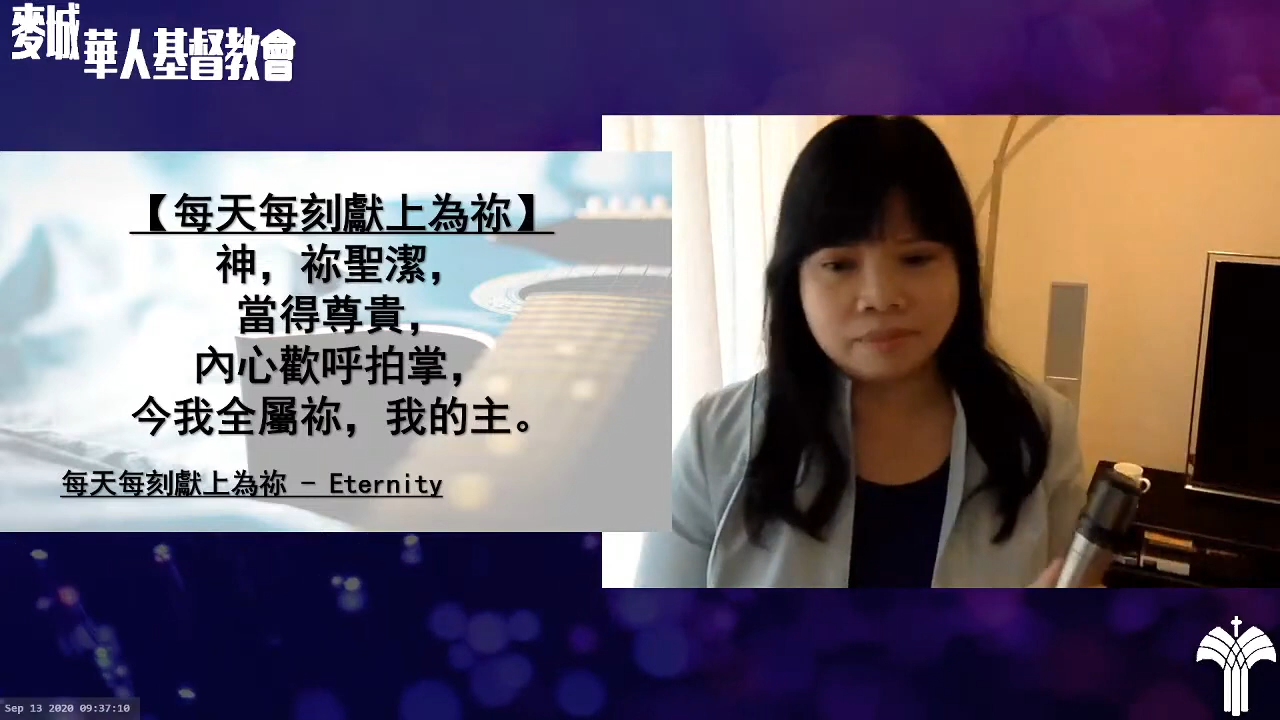 麥城
華人基督教會
【每天每刻獻上為祢】
神，祢聖潔，
當得尊貴，
內心歡呼拍掌，
今我全屬祢，我的主。
每天每刻獻上為祢 - Eternity
Sep 13 2020 09:37:10